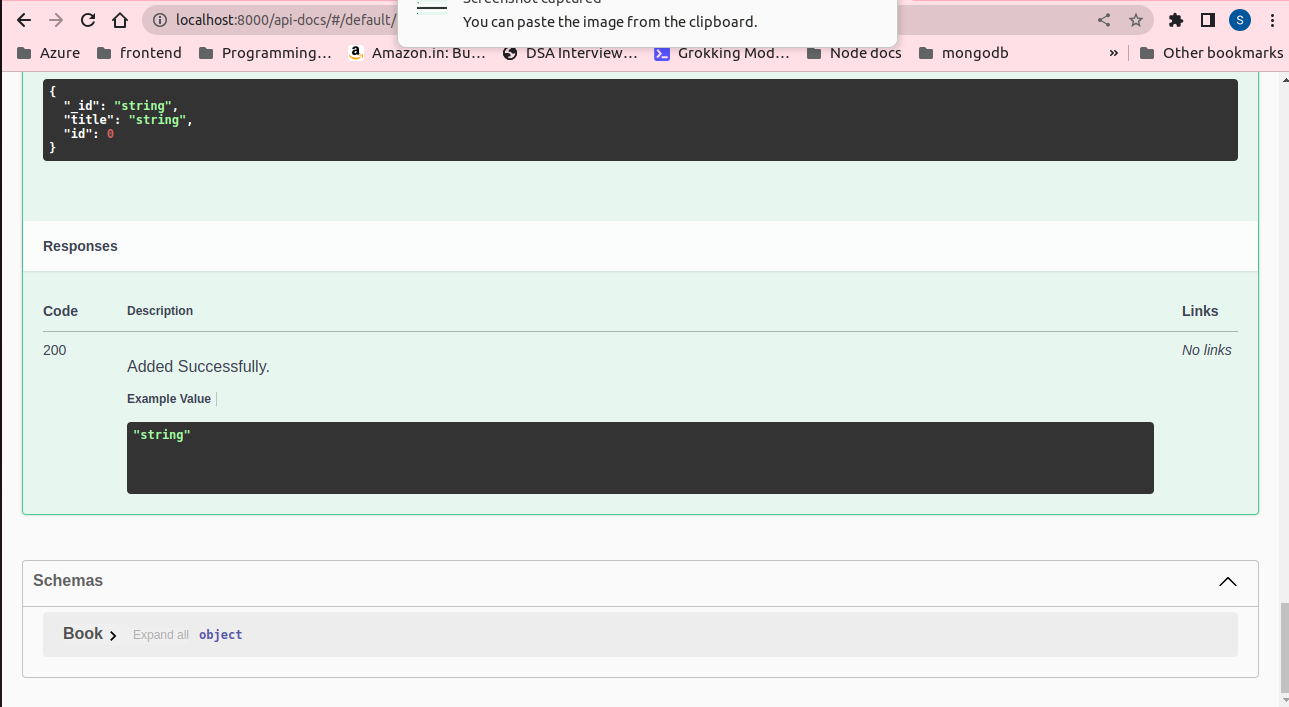 Screenshot captured
localhost:8000/api-docs/#/default/
You can paste the image from the clipboard.
S
Azure
frontend
Programming...
Amazon.in: Bu...
DSA Interview...
Grokking Mod...
Node docs
mongodb
»
Other bookmarks
{
"_id": "string",
"title": "string",
"id": 0
}
Responses
Code Description Links
200 No links
Added Successfully.
Example Value
"string"
Schemas
Book Expand all object